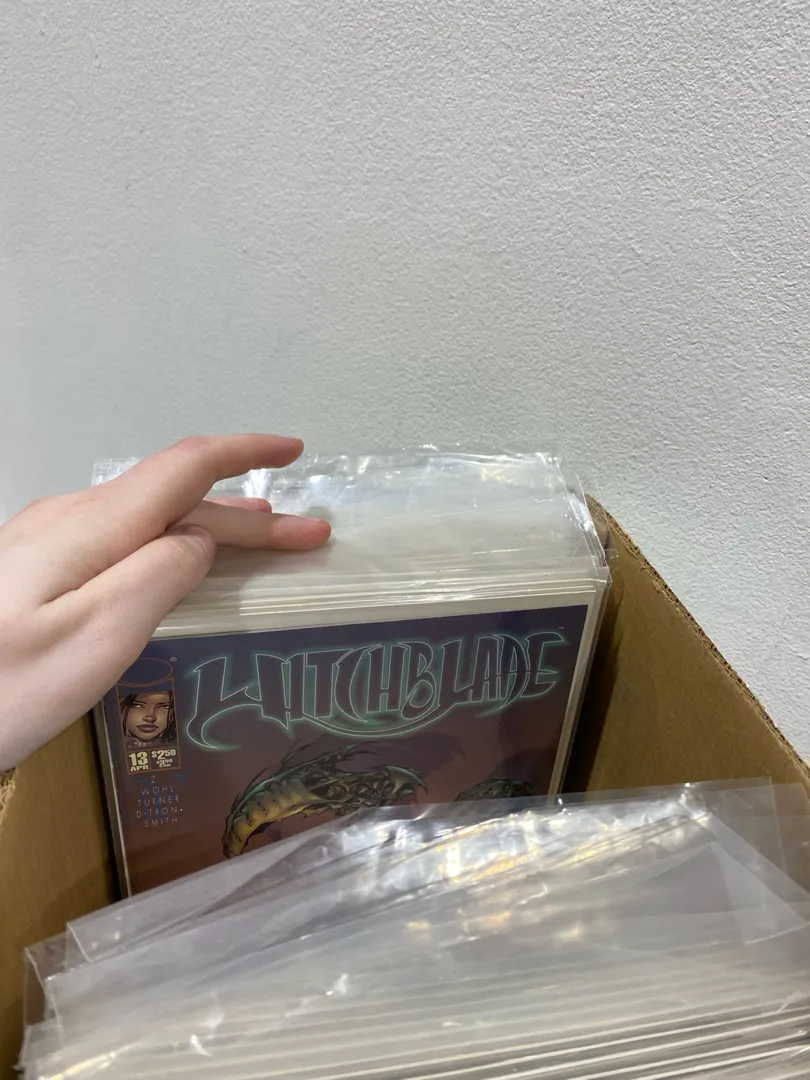 WITCHBLADE
13 $2.50
APR
Z
WOHL
TURNER
D-TRON•
SMITH